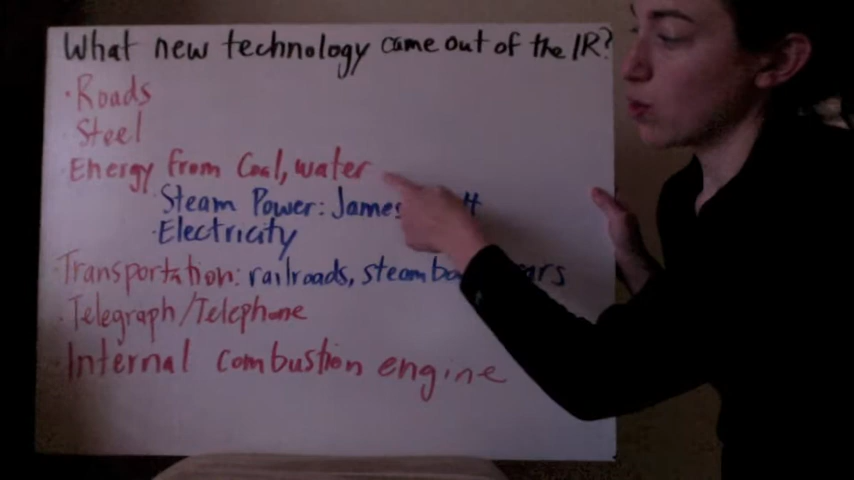 What new technology came out of the IR?
· Roads
· Steel
Energy from Coal, water
· Steam Power: James
· Electricity
· Transportation: railroads,
· Telegraph/Telephone
Internal combustion engine